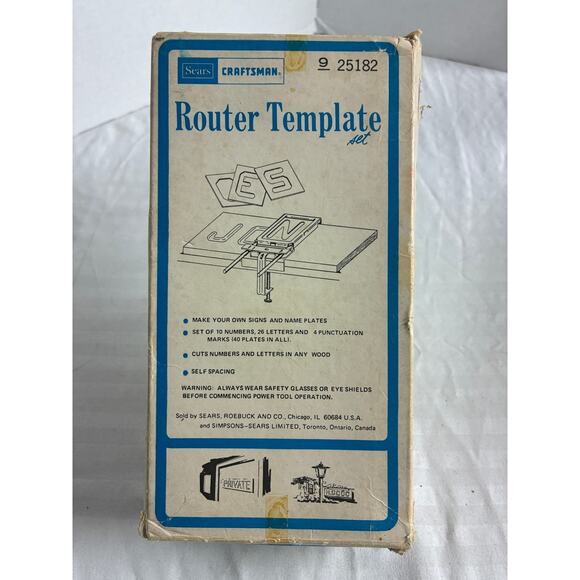 Sears CRAFTSMAN® 9 25182
Router Template
set
CES
JON
• MAKE YOUR OWN SIGNS AND NAME PLATES
• SET OF 10 NUMBERS, 26 LETTERS AND 4 PUNCTUATION
MARKS (40 PLATES IN ALL).
• CUTS NUMBERS AND LETTERS IN ANY WOOD
• SELF SPACING
WARNING: ALWAYS WEAR SAFETY GLASSES OR EYE SHIELDS
BEFORE COMMENCING POWER TOOL OPERATION.
Sold by SEARS, ROEBUCK AND CO., Chicago, IL 60684 U.S.A.
and SIMPSONS-SEARS LIMITED, Toronto, Ontario, Canada
PRIVATE